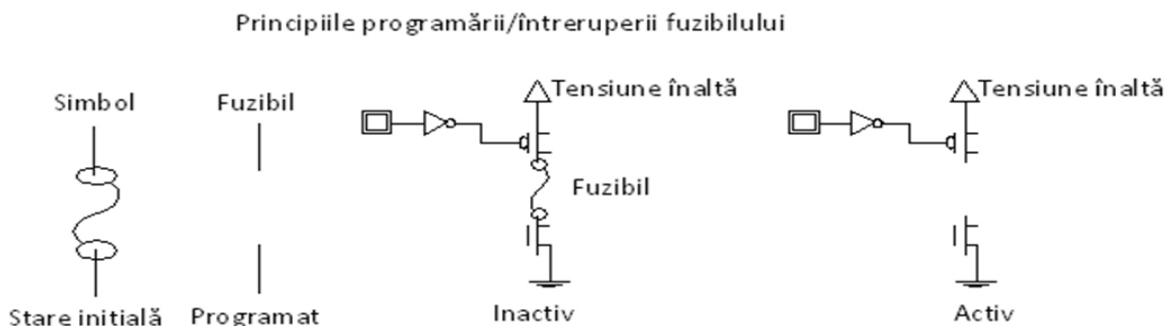 Principiile programării/întreruperii fuzibilului
Simbol
Fuzibil
Tensiune înaltă
Tensiune înaltă
Fuzibil
Stare inițială
Programat
Inactiv
Activ